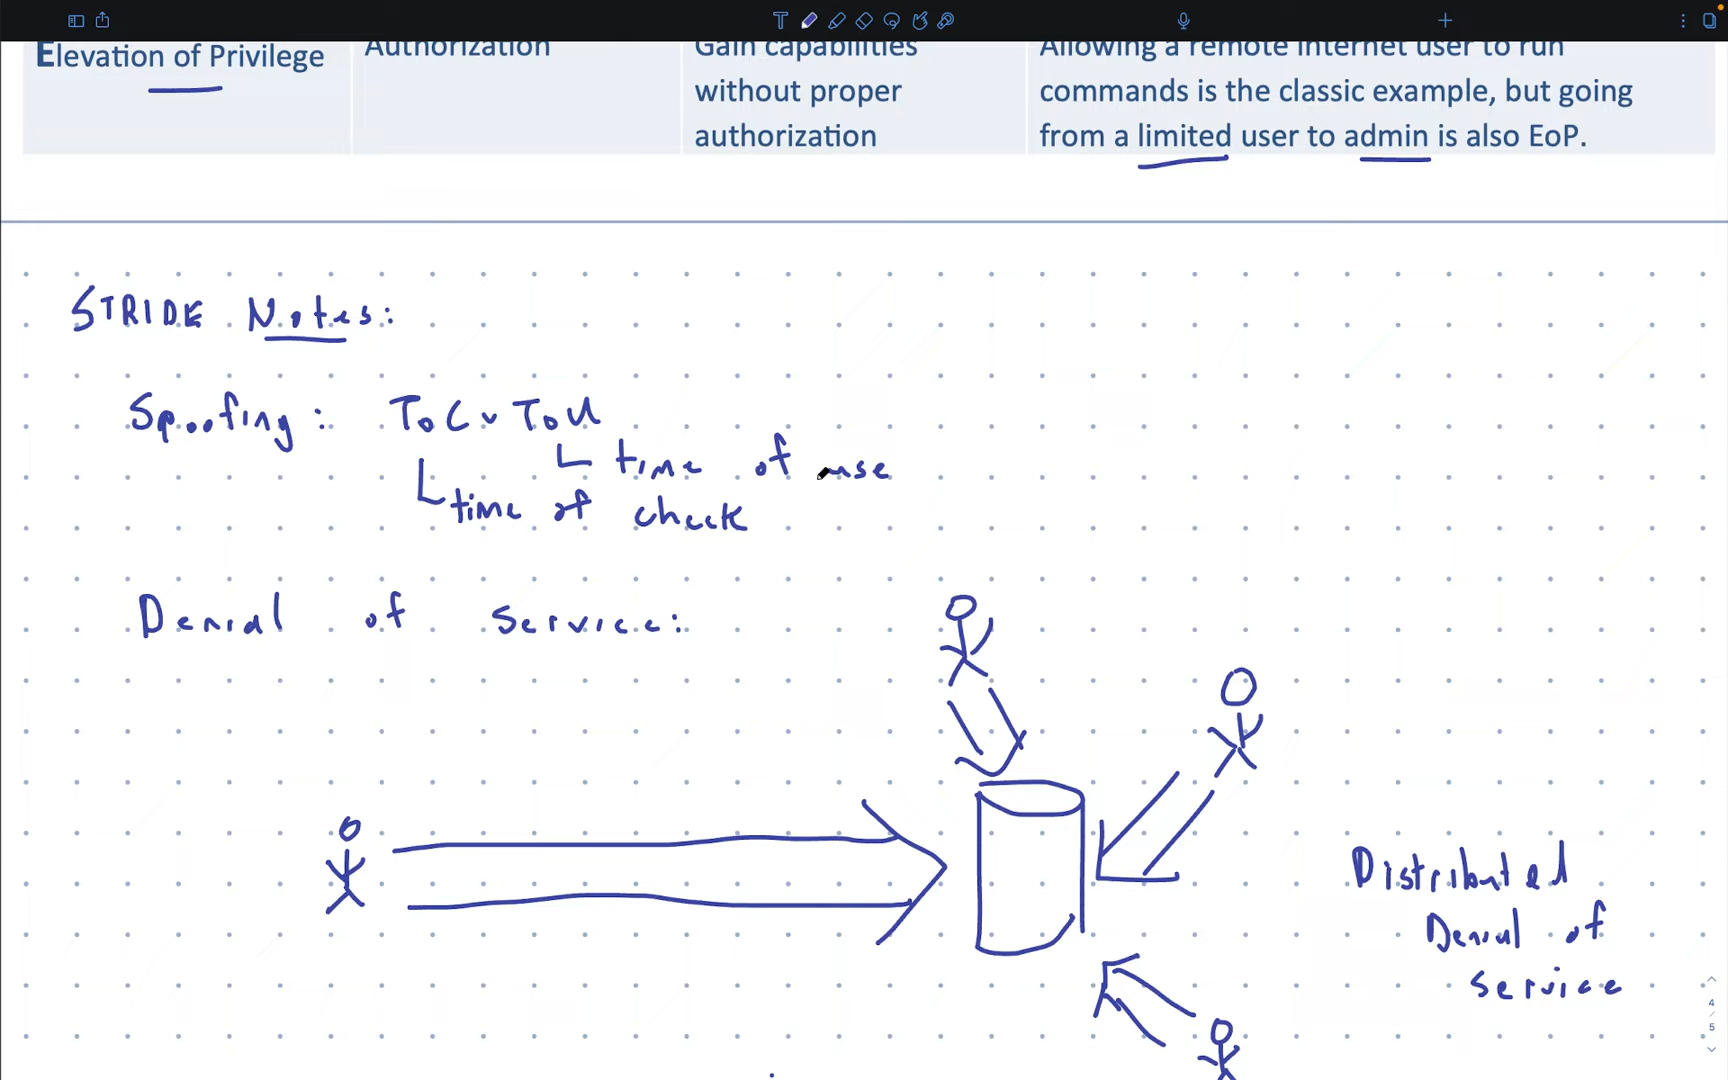 Elevation of Privilege
Authorization
Gain capabilities
without proper
authorization
Allowing a remote internet user to run
commands is the classic example, but going
from a limited user to admin is also EoP.
STRIDE Notes:
Spoofing: ToCvToU
time of use
time of check
Denial of service:
Distributed
Denial of
service
4
/
5